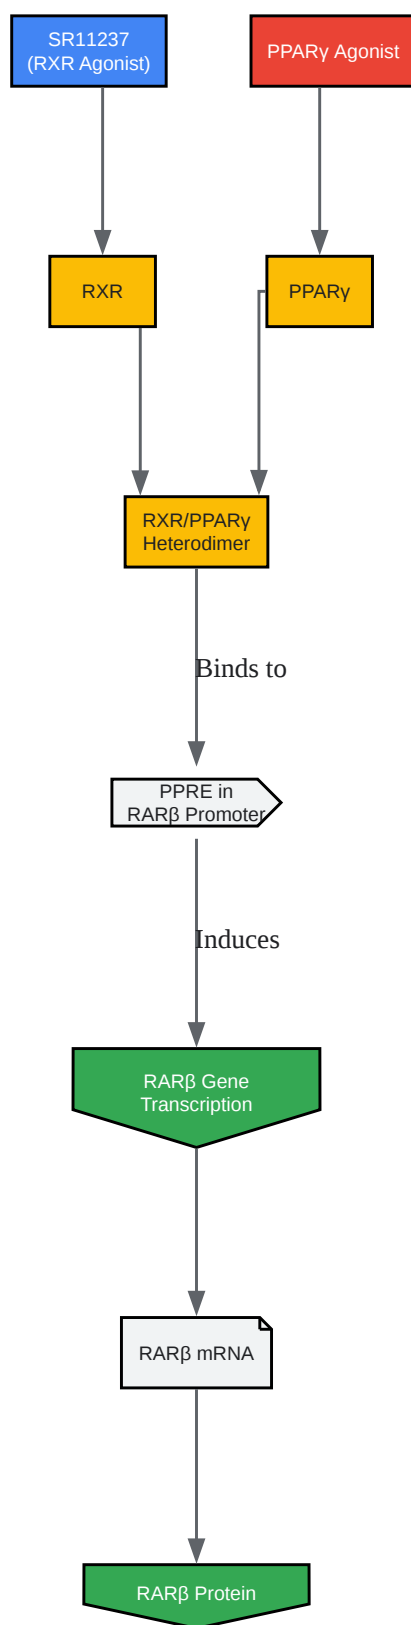 SR11237
(RXR Agonist)
PPARγ Agonist
RXR
PPARγ
RXR/PPARγ
Heterodimer
Binds to
PPRE in
RARβ Promoter
Induces
RARβ Gene
Transcription
RARβ mRNA
RARβ Protein